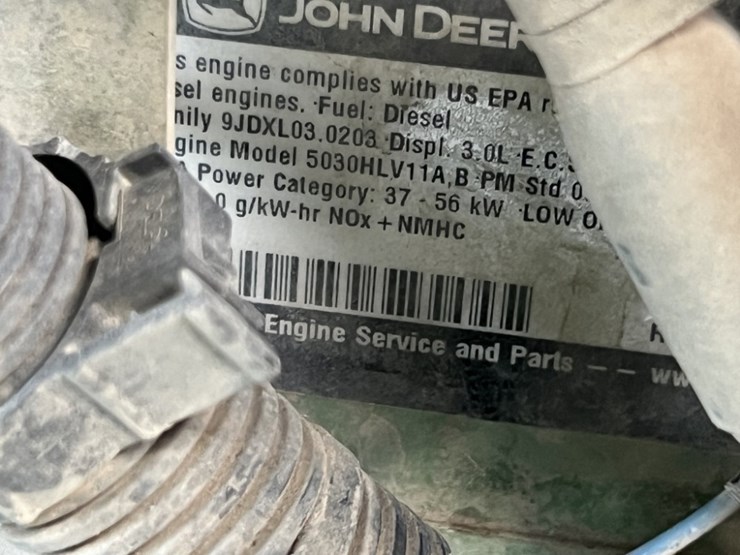 JOHN DEER
s engine complies with US EPA r
sel engines. Fuel: Diesel
nily 9JDXL03.0203 Displ. 3.0L E.C.
gine Model 5030HLV11A,B PM Std 0.
Power Category: 37 - 56 kW LOW O
0 g/kW-hr NOx + NMHC
Engine Service and Parts — — ww